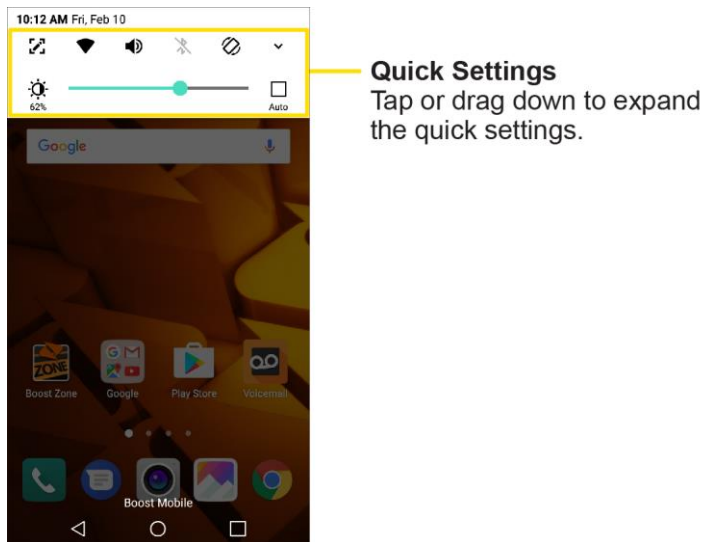 10:12 AM Fri, Feb 10
62%
Auto
Quick Settings
Tap or drag down to expand
the quick settings.
Google
ZONE
Boost Zone
Google
Play Store
Voicemail
Boost Mobile